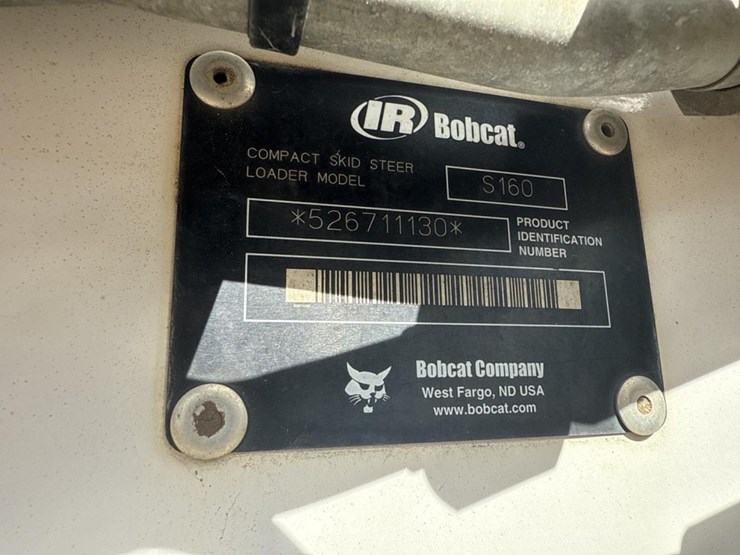 IR Bobcat®
COMPACT SKID STEER
LOADER MODEL
S160
*526711130*
PRODUCT
IDENTIFICATION
NUMBER
Bobcat Company
West Fargo, ND USA
www.bobcat.com